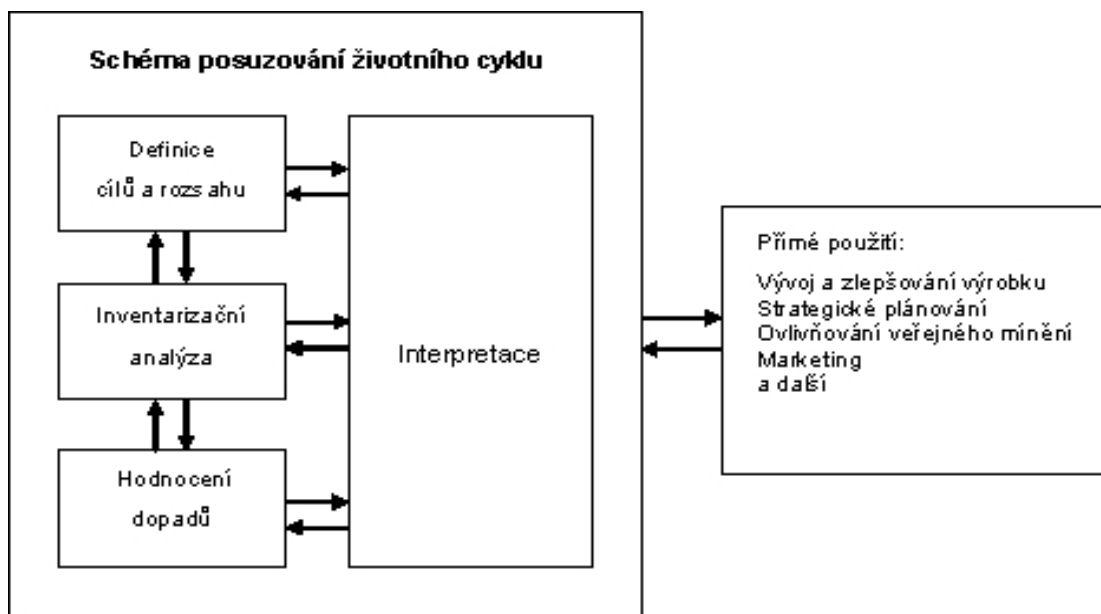 Schéma posuzování životního cyklu
Definice
cílů a rozsahu
Inventarizační
analýza
Hodnocení
dopadů
Interpretace
Přímé použití:
Vývoj a zlepšování výrobku
Strategické plánování
Ovlivňování veřejného mínění
Marketing
a další